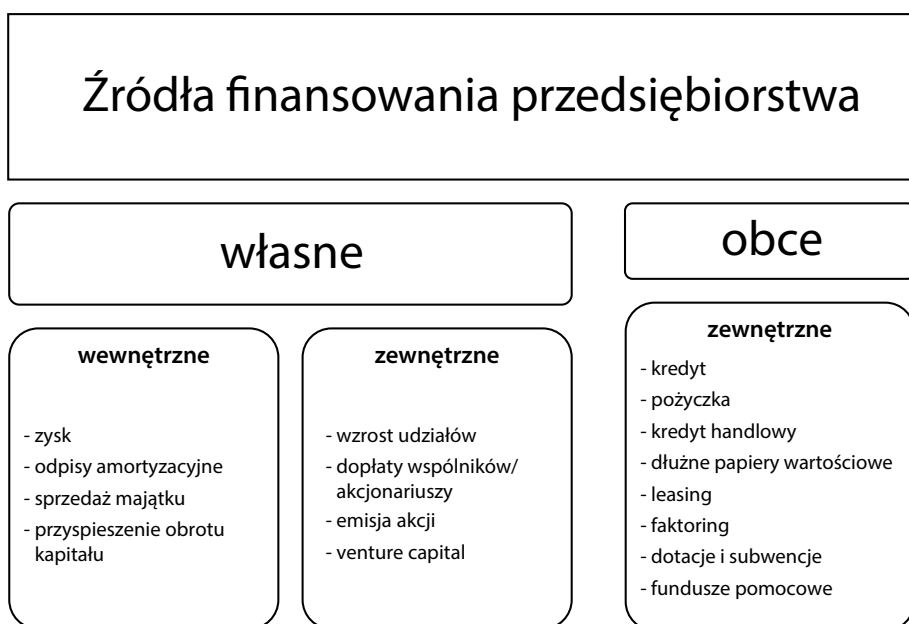 Źródła finansowania przedsiębiorstwa
własne
obce
wewnętrzne
- zysk
- odpisy amortyzacyjne
- sprzedaż majątku
- przyspieszenie obrotu
kapitału
zewnętrzne
- wzrost udziałów
- dopłaty wspólników/
akcjonariuszy
- emisja akcji
- venture capital
zewnętrzne
- kredyt
- pożyczka
- kredyt handlowy
- dłużne papiery wartościowe
- leasing
- faktoring
- dotacje i subwencje
- fundusze pomocowe